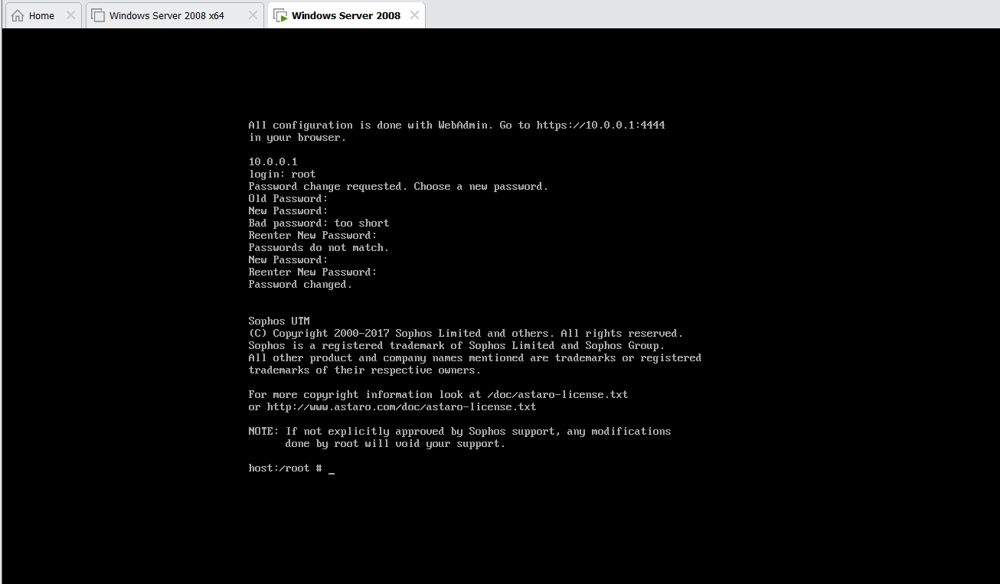 Home
Windows Server 2008 x64
Windows Server 2008
All configuration is done with WebAdmin. Go to https://10.0.0.1:4444
in your browser.
10.0.0.1
login: root
Password change requested. Choose a new password.
Old Password:
New Password:
Bad password: too short
Reenter New Password:
Passwords do not match.
New Password:
Reenter New Password:
Password changed.
Sophos UTM
(C) Copyright 2000-2017 Sophos Limited and others. All rights reserved.
Sophos is a registered trademark of Sophos Limited and Sophos Group.
All other product and company names mentioned are trademarks or registered
trademarks of their respective owners.
For more copyright information look at /doc/astaro-license.txt
or http://www.astaro.com/doc/astaro-license.txt
NOTE: If not explicitly approved by Sophos support, any modifications
done by root will void your support.
host:/root # _